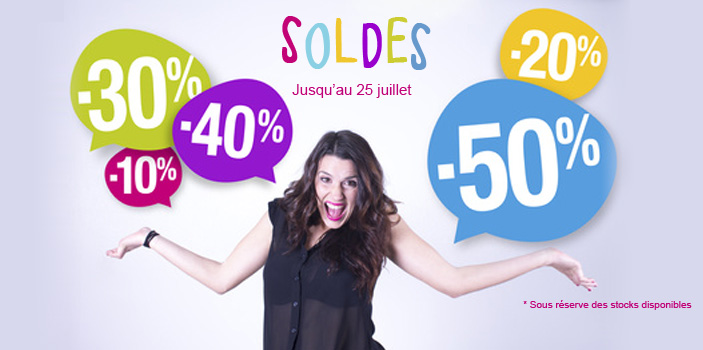 SOLDES
Jusqu'au 25 juillet
-30%
-40%
-10%
-20%
-50%
* Sous réserve des stocks disponibles